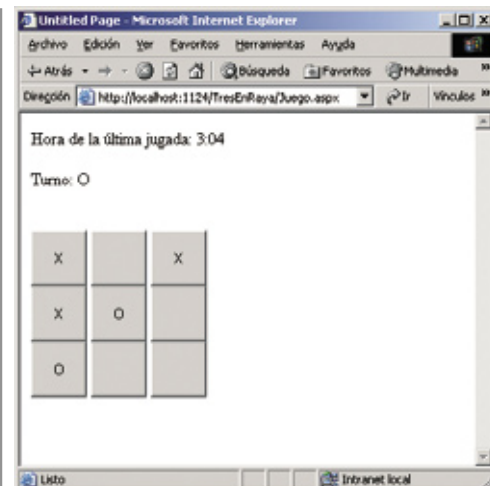 Untitled Page - Microsoft Internet Explorer
Archivo Edición Ver Favoritos Herramientas Ayuda
Atrás Búsqueda Favoritos Multimedia »
Dirección http://localhost:1124/TresEnRaya/Juego.aspx Ir Vínculos »
Hora de la última jugada: 3:04
Turno: O
X X
X O
O
Listo Intranet local